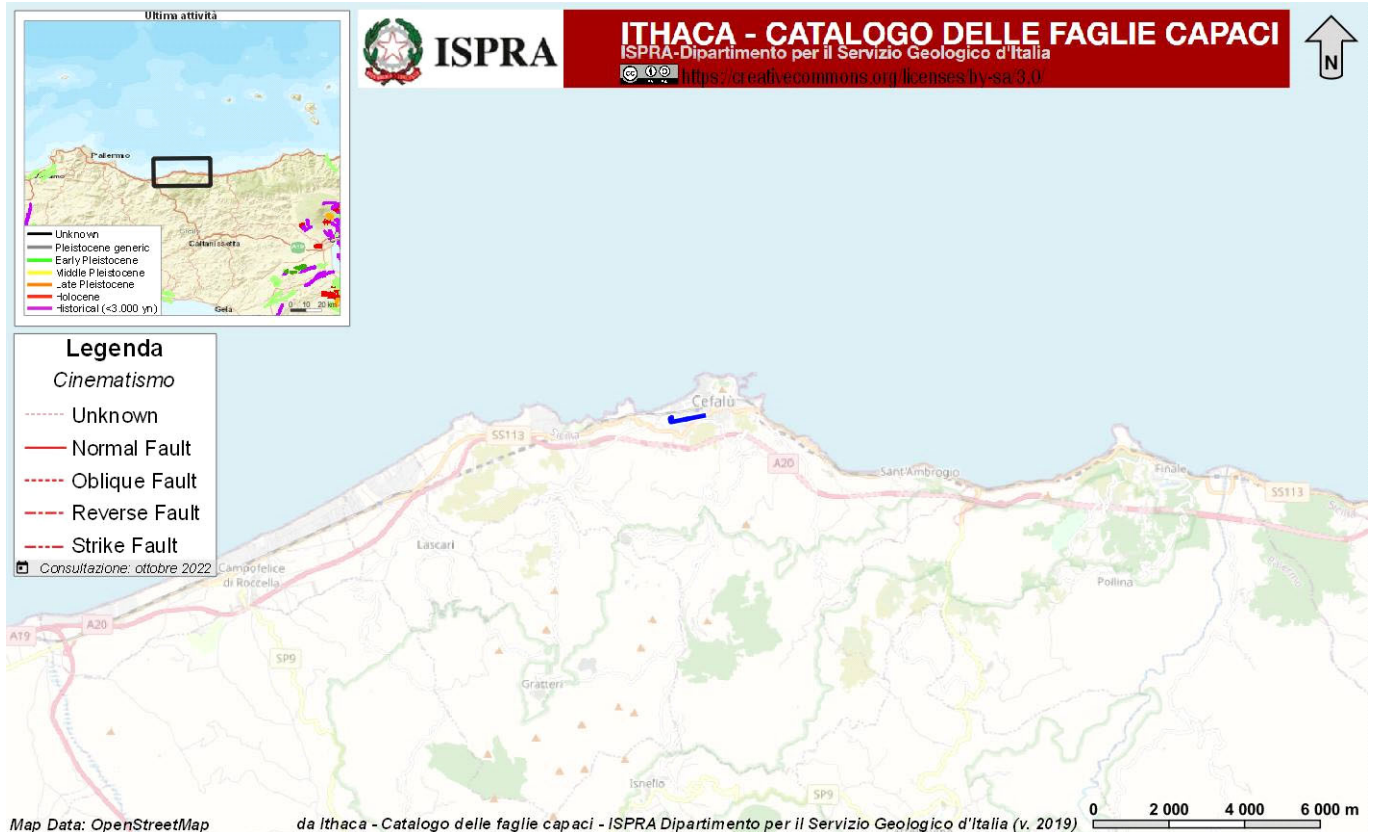 Ultima attività
Palermo
Caltanissetta
Gela
Unknown
Pleistocene generic
Early Pleistocene
Middle Pleistocene
Late Pleistocene
Holocene
Historical (<3.000 yn)
0 10 20 km
ISPRA
ITHACA - CATALOGO DELLE FAGLIE CAPACI
ISPRA-Dipartimento per il Servizio Geologico d'Italia
https://creativecommons.org/licenses/by-sa/3.0/
N
Legenda
Cinematismo
Unknown
Normal Fault
Oblique Fault
Reverse Fault
Strike Fault
Consultazione: ottobre 2022
Cefalù
SS113
Sicilia
A20
Sant'Ambrogio
Finale
SS113
Lascari
Campofelice
di Roccella
Pollina
A19
A20
SP9
Gratteri
Isnello
SP9
0 2 000 4 000 6 000 m
Map Data: OpenStreetMap
da Ithaca - Catalogo delle faglie capaci - ISPRA Dipartimento per il Servizio Geologico d'Italia (v. 2019)